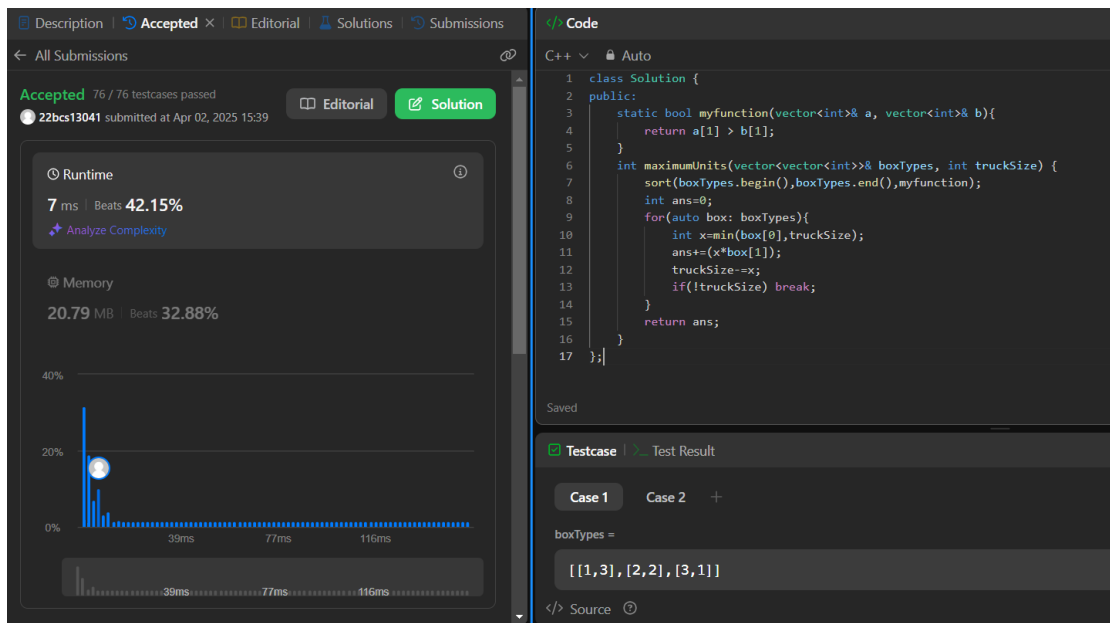 Description | Accepted × | Editorial | Solutions | Submissions
← All Submissions
Accepted 76 / 76 testcases passed
22bcs13041 submitted at Apr 02, 2025 15:39
Editorial
Solution
Runtime
7 ms | Beats 42.15%
Analyze Complexity
Memory
20.79 MB | Beats 32.88%
40%
20%
0%
39ms 77ms 116ms
39ms 77ms 116ms
</> Code
C++ Auto
1 class Solution {
2 public:
3     static bool myfunction(vector<int>& a, vector<int>& b){
4         return a[1] > b[1];
5     }
6     int maximumUnits(vector<vector<int>>& boxTypes, int truckSize) {
7         sort(boxTypes.begin(),boxTypes.end(),myfunction);
8         int ans=0;
9         for(auto box: boxTypes){
10             int x=min(box[0],truckSize);
11             ans+=(x*box[1]);
12             truckSize-=x;
13             if(!truckSize) break;
14         }
15         return ans;
16     }
17 };
Saved
Testcase | >_ Test Result
Case 1 Case 2 +
boxTypes =
[[1,3],[2,2],[3,1]]
</> Source ?